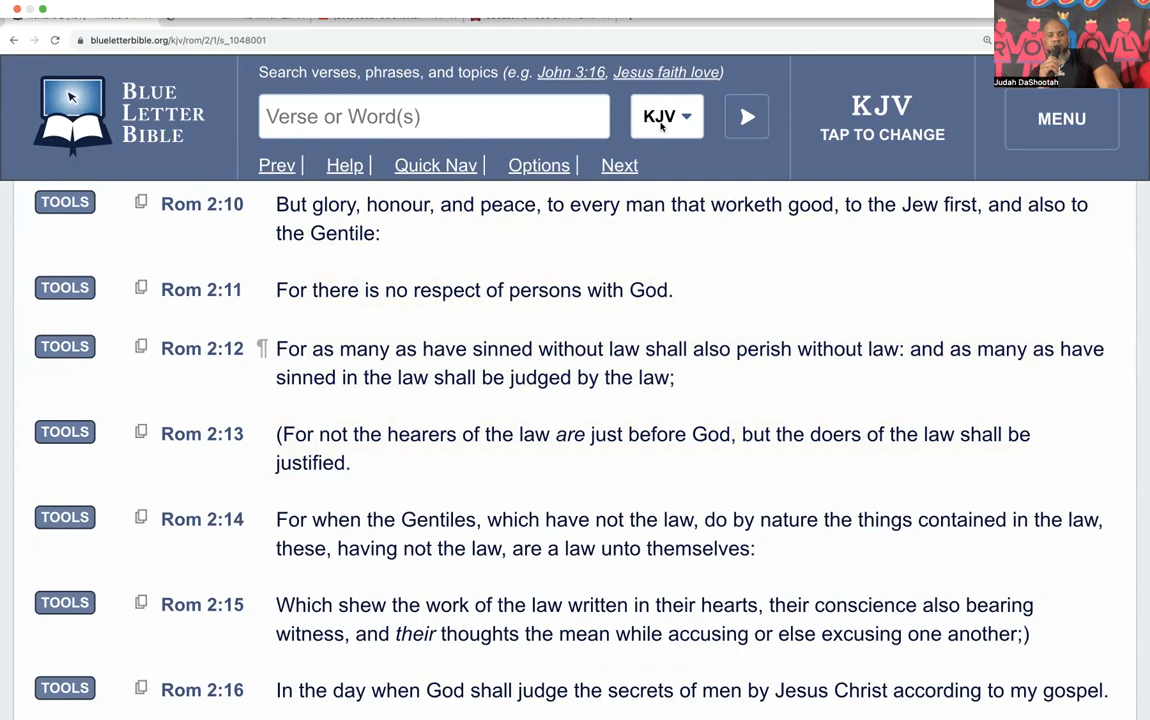 blueletterbible.org/kjv/rom/2/1/s_1048001
Judah DaShootah
BLUE
LETTER
BIBLE
Search verses, phrases, and topics (e.g. John 3:16, Jesus faith love)
Verse or Word(s)
KJV
Prev | Help | Quick Nav | Options | Next
KJV
TAP TO CHANGE
MENU
TOOLS Rom 2:10 But glory, honour, and peace, to every man that worketh good, to the Jew first, and also to
the Gentile:
TOOLS Rom 2:11 For there is no respect of persons with God.
TOOLS Rom 2:12 ¶ For as many as have sinned without law shall also perish without law: and as many as have
sinned in the law shall be judged by the law;
TOOLS Rom 2:13 (For not the hearers of the law are just before God, but the doers of the law shall be
justified.
TOOLS Rom 2:14 For when the Gentiles, which have not the law, do by nature the things contained in the law,
these, having not the law, are a law unto themselves:
TOOLS Rom 2:15 Which shew the work of the law written in their hearts, their conscience also bearing
witness, and their thoughts the mean while accusing or else excusing one another;)
TOOLS Rom 2:16 In the day when God shall judge the secrets of men by Jesus Christ according to my gospel.